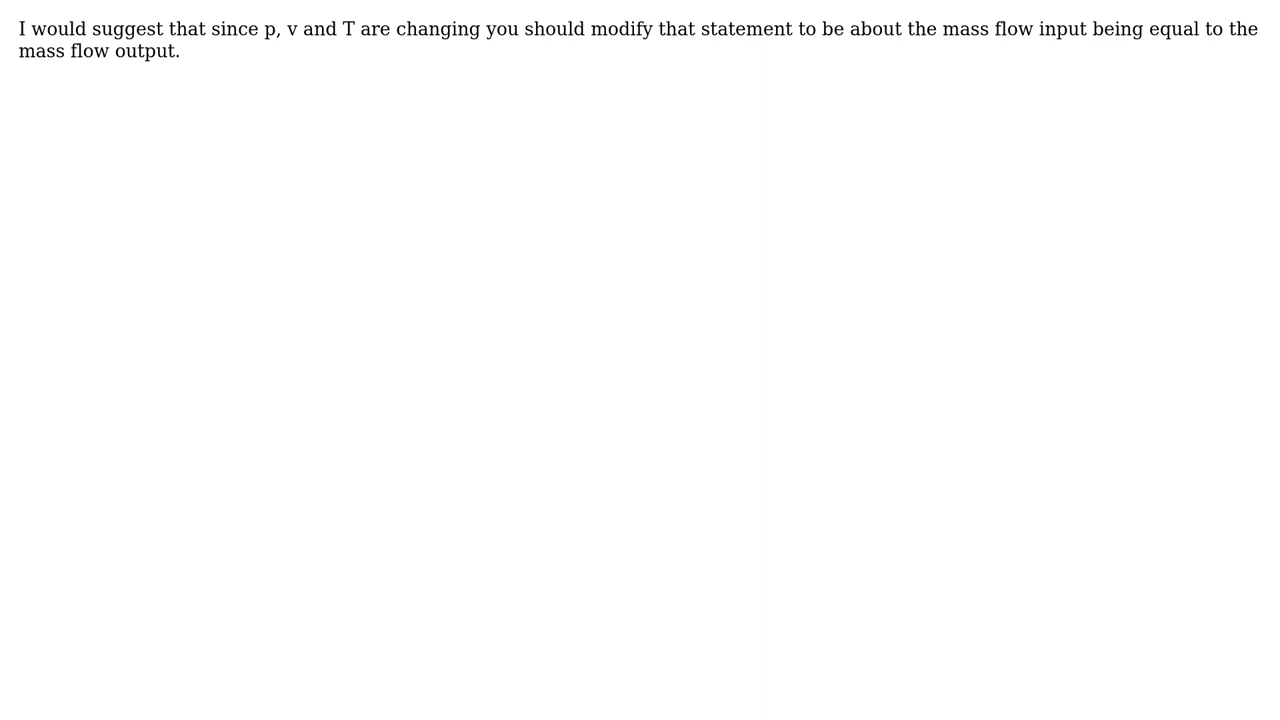 I would suggest that since p, v and T are changing you should modify that statement to be about the mass flow input being equal to the
mass flow output.